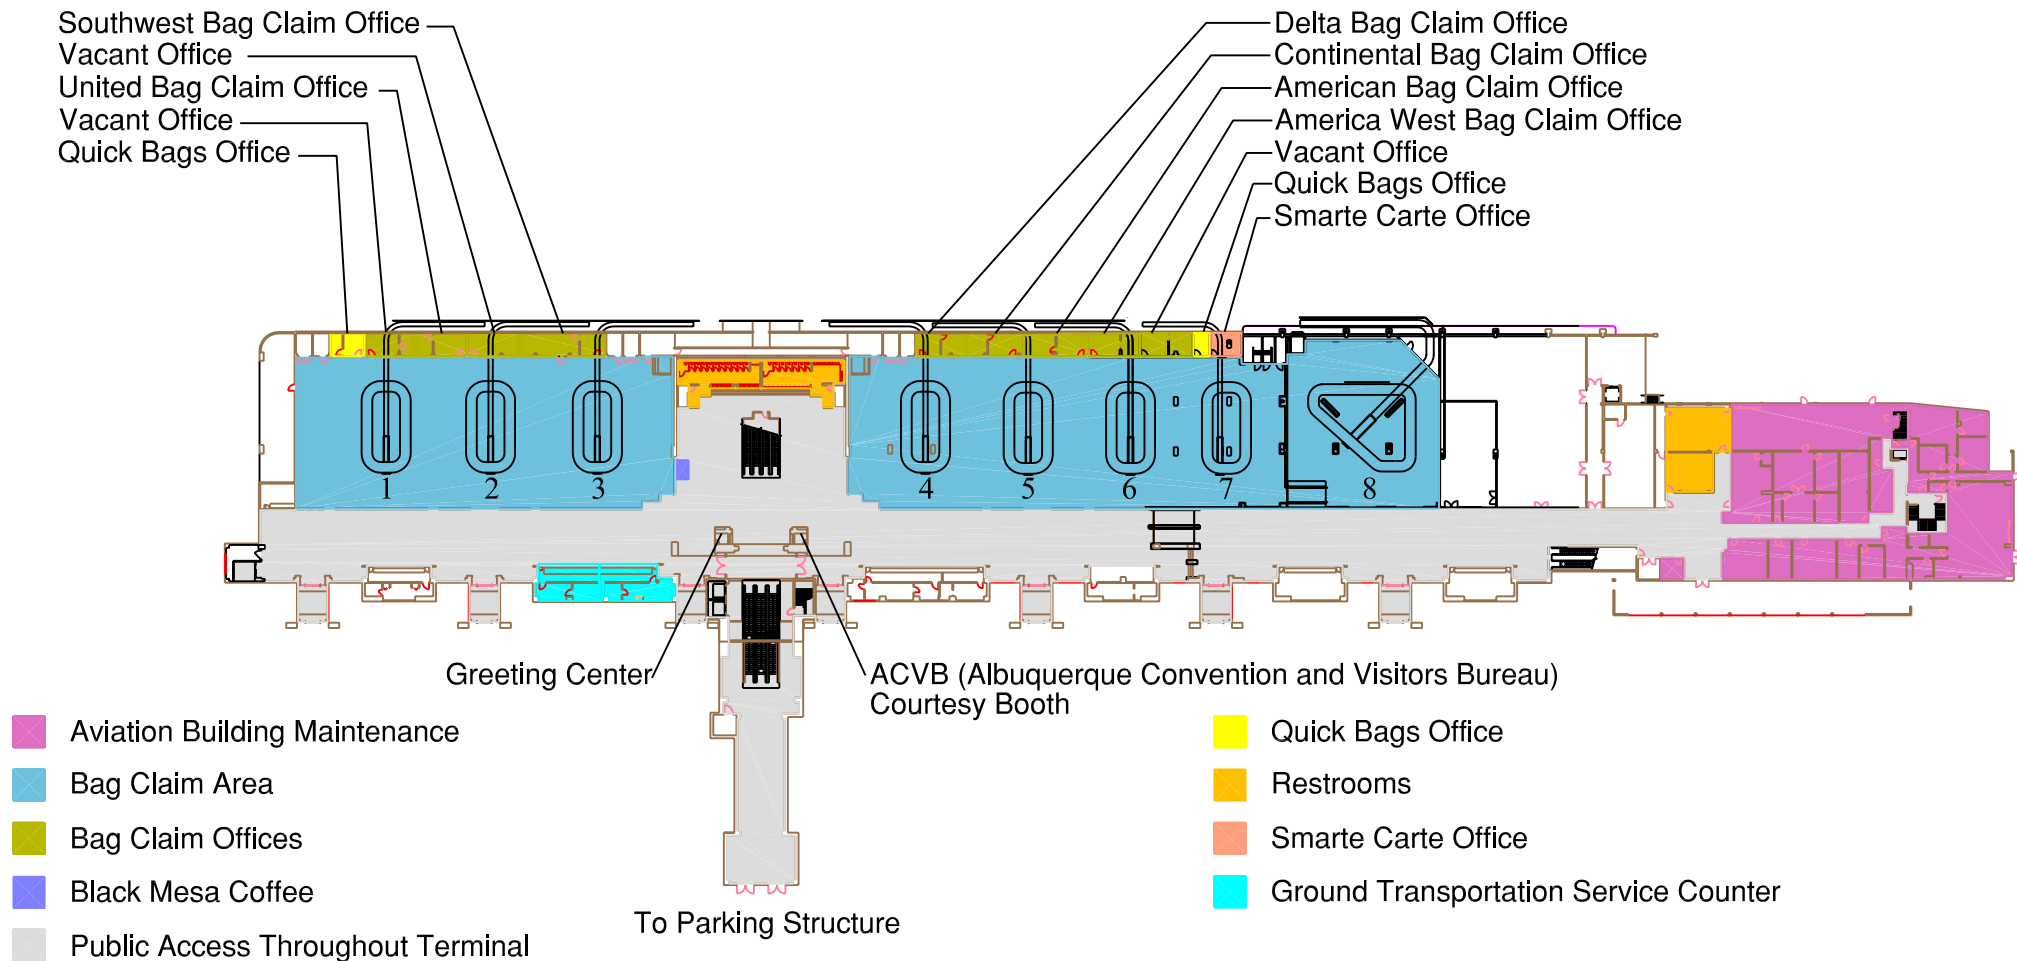 Southwest Bag Claim Office
Vacant Office
United Bag Claim Office
Vacant Office
Quick Bags Office
Delta Bag Claim Office
Continental Bag Claim Office
American Bag Claim Office
America West Bag Claim Office
Vacant Office
Quick Bags Office
Smarte Carte Office
1
2
3
4
5
6
7
8
Greeting Center
ACVB (Albuquerque Convention and Visitors Bureau)
Courtesy Booth
Aviation Building Maintenance
Bag Claim Area
Bag Claim Offices
Black Mesa Coffee
Public Access Throughout Terminal
To Parking Structure
Quick Bags Office
Restrooms
Smarte Carte Office
Ground Transportation Service Counter